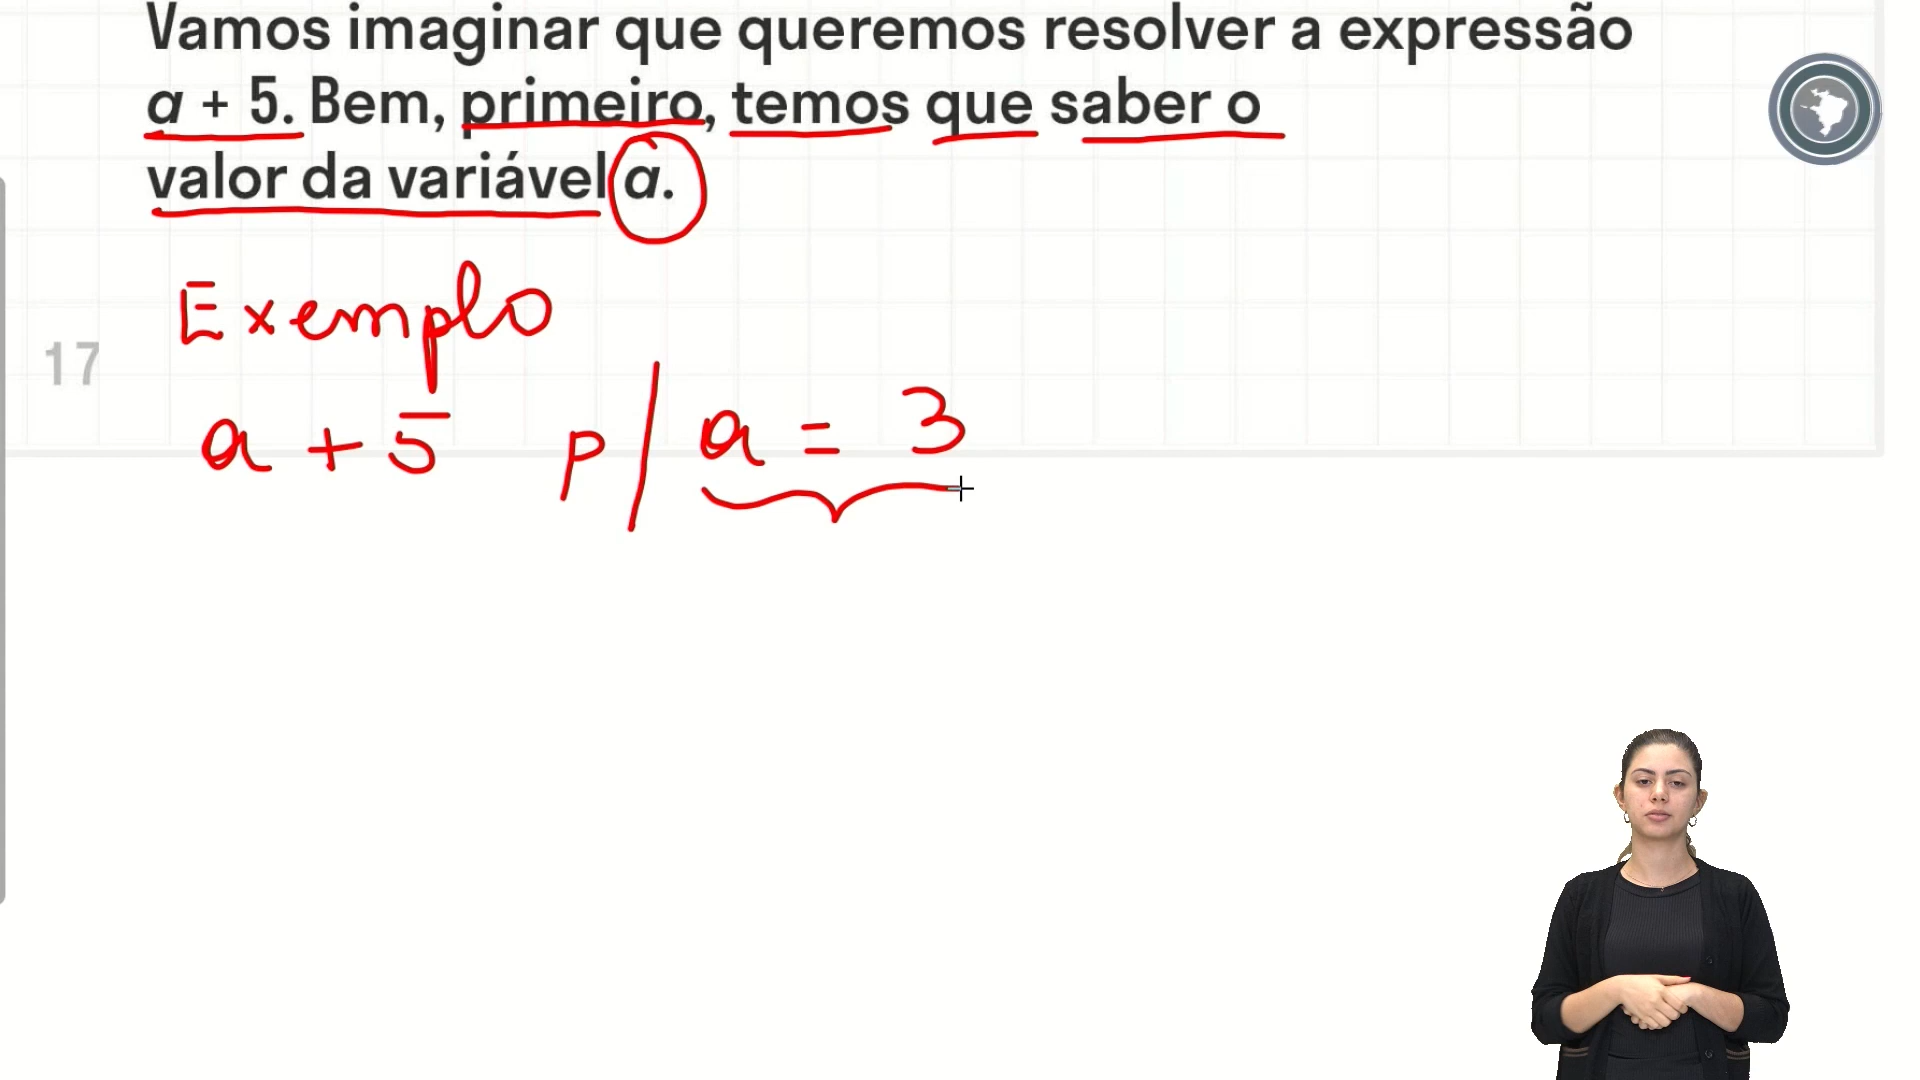 Vamos imaginar que queremos resolver a expressão
a + 5. Bem, primeiro, temos que saber o
valor da variável a.
Exemplo
17
a + 5 p/ a = 3